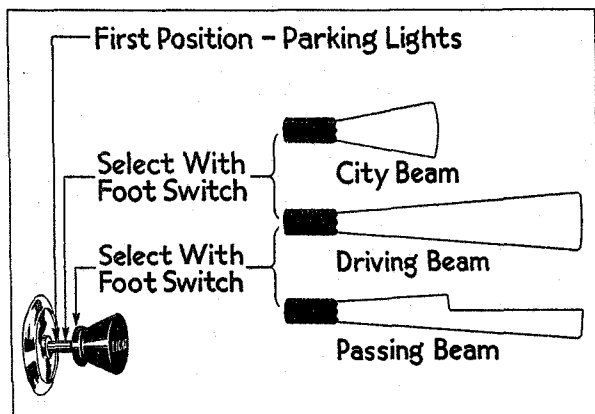 First Position – Parking Lights
Select With
Foot Switch
City Beam
Select With
Foot Switch
Driving Beam
Passing Beam